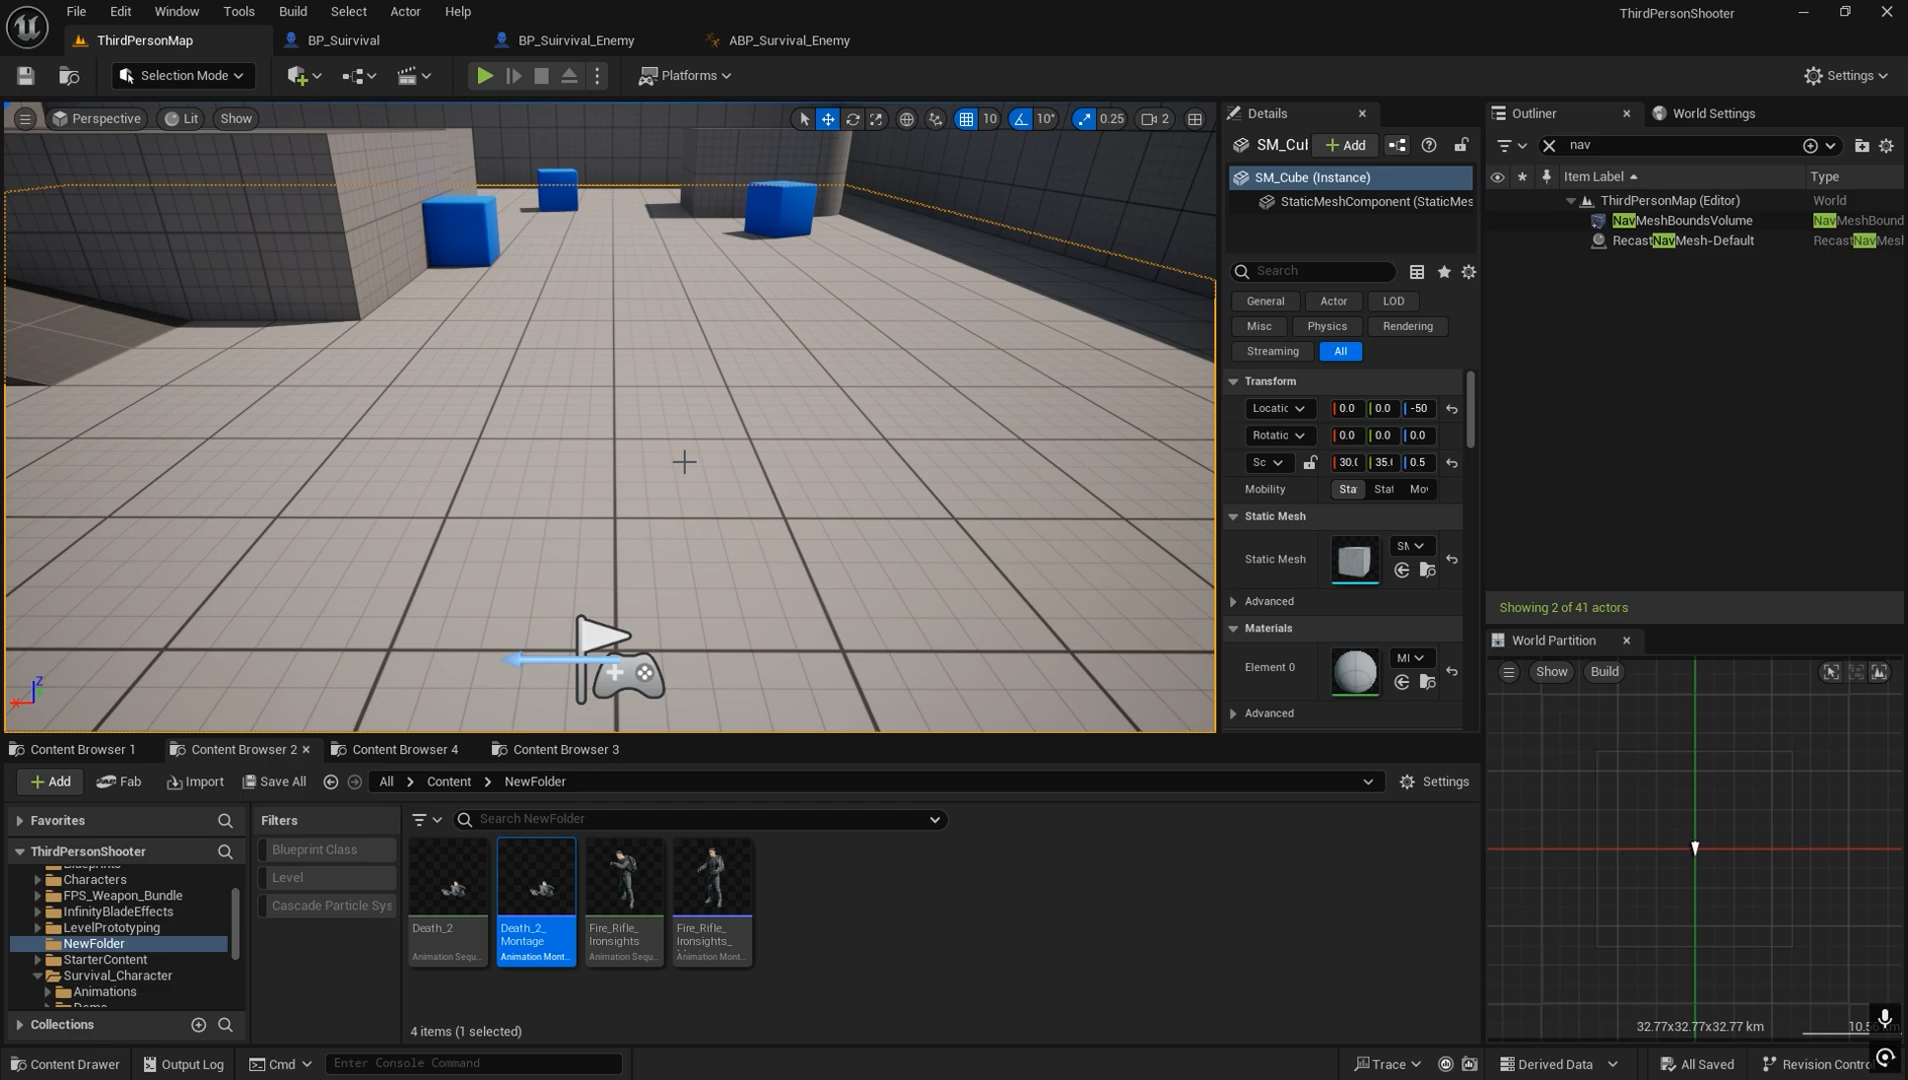 File Edit Window Tools Build Select Actor Help
ThirdPersonShooter
ThirdPersonMap
BP_Suirvival
BP_Suirvival_Enemy
ABP_Survival_Enemy
Selection Mode
Platforms
Settings
Perspective Lit Show
10 10° 0.25 2
Details
SM_Cul
Add
SM_Cube (Instance)
StaticMeshComponent (StaticMes
Search
General Actor LOD
Misc Physics Rendering
Streaming All
Transform
Locatic 0.0 0.0 -50
Rotatic 0.0 0.0 0.0
Sc 30.( 35.( 0.5
Mobility Sta Stat Mo
Static Mesh
Static Mesh
Advanced
Materials
Element 0 MI
Advanced
Outliner
World Settings
nav
Item Label Type
ThirdPersonMap (Editor) World
NavMeshBoundsVolume NavMeshBound
RecastNavMesh-Default RecastNavMesh
Showing 2 of 41 actors
World Partition
Show Build
32.77x32.77x32.77 km
Z
Content Browser 1
Content Browser 2
Content Browser 4
Content Browser 3
Add Fab Import Save All
All > Content > NewFolder
Settings
Favorites
ThirdPersonShooter
Characters
FPS_Weapon_Bundle
InfinityBladeEffects
LevelPrototyping
NewFolder
StarterContent
Survival_Character
Animations
Collections
Filters
Blueprint Class
Level
Cascade Particle Sys
Search NewFolder
Death_2
Animation Sequ...
Death_2_
Montage
Animation Mont...
Fire_Rifle_
Ironsights
Animation Sequ...
Fire_Rifle_
Ironsights_
Animation Mont...
4 items (1 selected)
Content Drawer
Output Log
Cmd
Enter Console Command
Trace
Derived Data
All Saved
Revision Contro